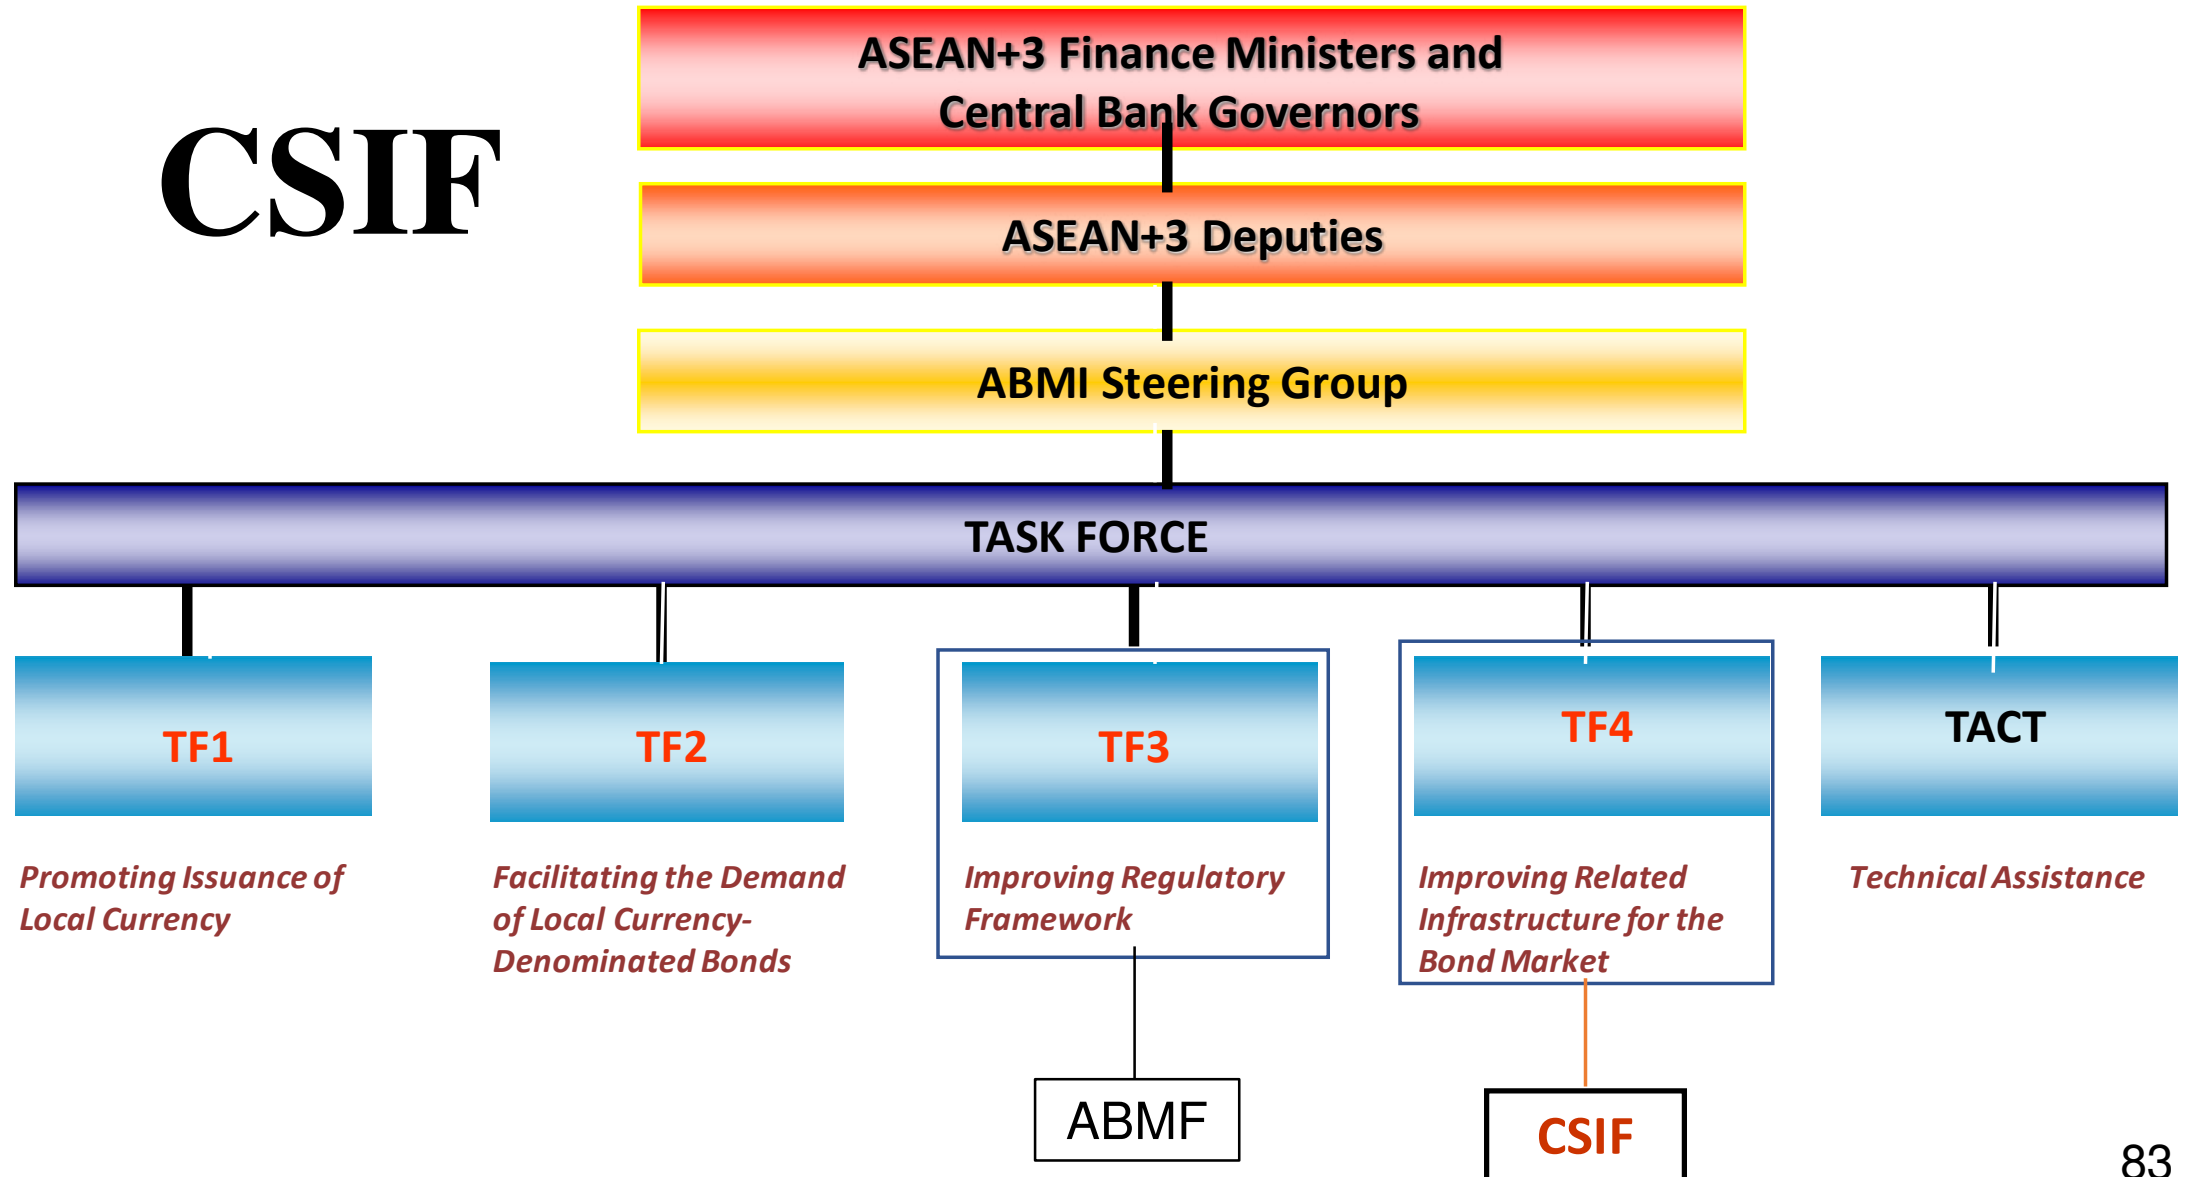 CSIF
ASEAN+3 Finance Ministers and
Central Bank Governors
ASEAN+3 Deputies
ABMI Steering Group
TASK FORCE
TF1
TF2
TF3
TF4
TACT
Promoting Issuance of
Local Currency
Facilitating the Demand
of Local Currency-
Denominated Bonds
Improving Regulatory
Framework
Improving Related
Infrastructure for the
Bond Market
Technical Assistance
ABMF
CSIF
83